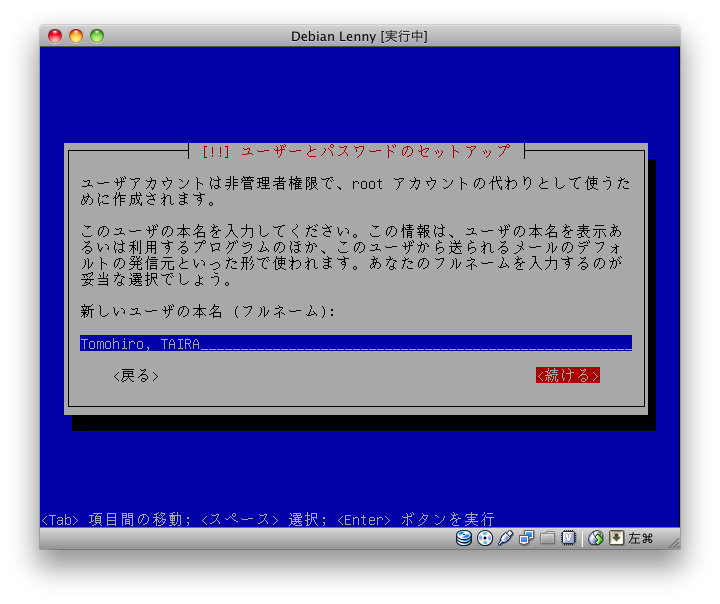 Debian Lenny [実行中]
[!!] ユーザーとパスワードのセットアップ
ユーザアカウントは非管理者権限で、root アカウントの代わりとして使うた
めに作成されます。
このユーザの本名を入力してください。この情報は、ユーザの本名を表示あ
るいは利用するプログラムのほか、このユーザから送られるメールのデフォ
ルトの発信元といった形で使われます。あなたのフルネームを入力するのが
妥当な選択でしょう。
新しいユーザの本名 (フルネーム):
Tomohiro, TAIRA______________________________________________________
<戻る> <続ける>
<Tab> 項目間の移動; <スペース> 選択; <Enter> ボタンを実行
V 左⌘